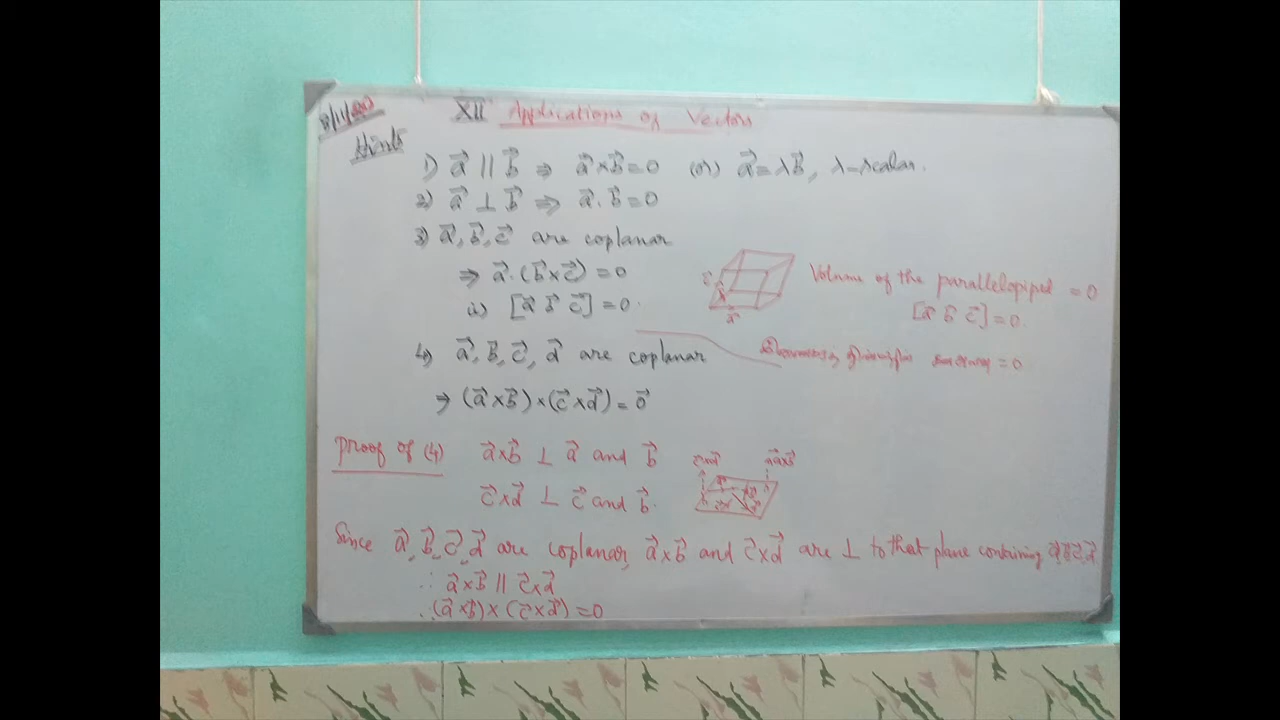 XII Applications of Vectors
Hints
1) a⃗ || b⃗ ⇒ a⃗ × b⃗ = 0 (or) a⃗ = λb⃗, λ-scalar.
2) a⃗ ⊥ b⃗ ⇒ a⃗ . b⃗ = 0
3) a⃗, b⃗, c⃗ are coplanar
⇒ a⃗ . (b⃗ × c⃗) = 0
[a⃗ b⃗ c⃗] = 0.
c⃗
a⃗
Volume of the parallelopiped = 0
[a⃗ b⃗ c⃗] = 0.
= 0
4) a⃗, b⃗, c⃗, d⃗ are coplanar
⇒ (a⃗ × b⃗) × (c⃗ × d⃗) = 0⃗
Proof of (4) a⃗ × b⃗ ⊥ a⃗ and b⃗
c⃗ × d⃗ ⊥ c⃗ and b⃗.
c⃗ × d⃗ a⃗ × b⃗
Since a⃗, b⃗, c⃗, d⃗ are coplanar, a⃗ × b⃗ and c⃗ × d⃗ are ⊥ to that plane containing a⃗, b⃗, c⃗, d⃗.
∴ a⃗ × b⃗ || c⃗ × d⃗
∴ (a⃗ × b⃗) × (c⃗ × d⃗) = 0